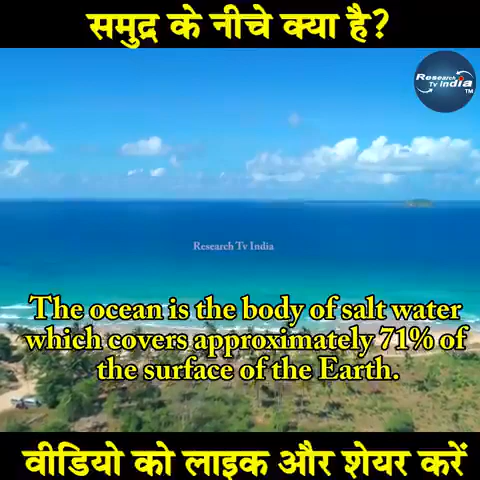 समुद्र के नीचे क्या है?
Research
Tv India
TM
Research Tv India
The ocean is the body of salt water
which covers approximately 71% of
the surface of the Earth.
वीडियो को लाइक और शेयर करें